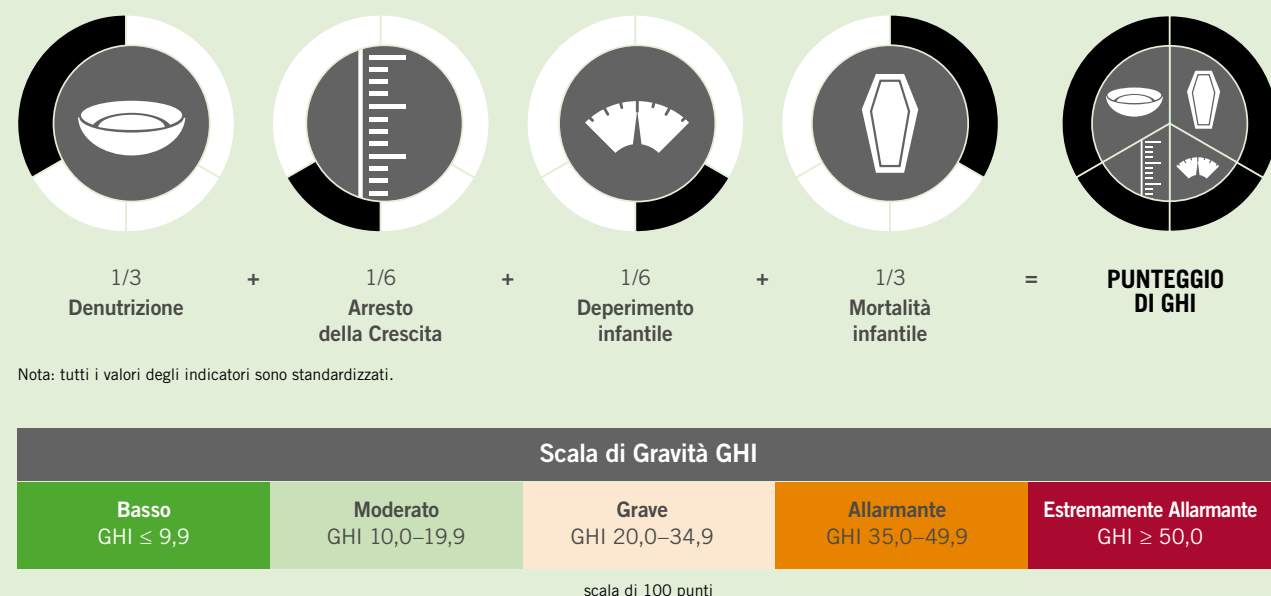 1/3 + 1/6 + 1/6 + 1/3 = PUNTEGGIO
DI GHI
Denutrizione
Arresto
della Crescita
Deperimento
infantile
Mortalità
infantile
Nota: tutti i valori degli indicatori sono standardizzati.
Scala di Gravità GHI
Basso
GHI ≤ 9,9
Moderato
GHI 10,0–19,9
Grave
GHI 20,0–34,9
Allarmante
GHI 35,0–49,9
Estremamente Allarmante
GHI ≥ 50,0
scala di 100 punti